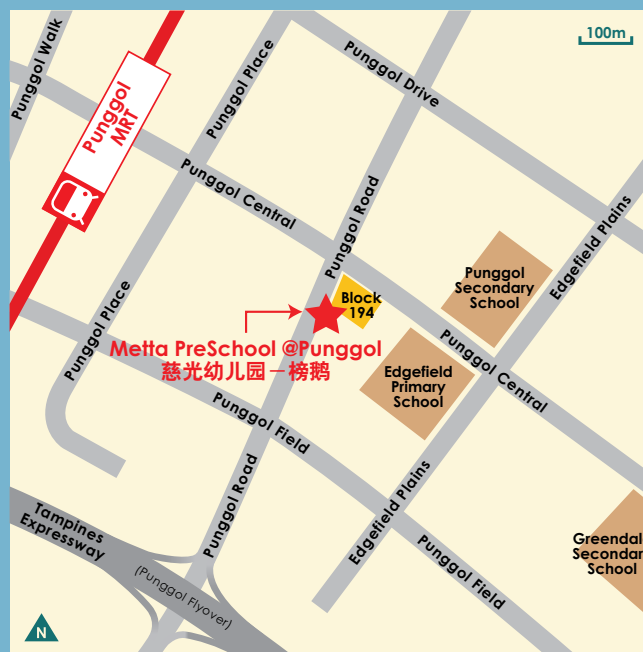 100m
Punggol Walk
Punggol
MRT
Punggol Place
Punggol Drive
Punggol Central
Punggol Road
Edgefield Plains
Punggol
Secondary
School
Block
194
Metta PreSchool @Punggol
慈光幼儿园－榜鹅
Punggol Place
Edgefield
Primary
School
Punggol Central
Punggol Field
Punggol Road
Edgefield Plains
Punggol Field
Tampines
Expressway
(Punggol Flyover)
Greendal
Secondar
School
N